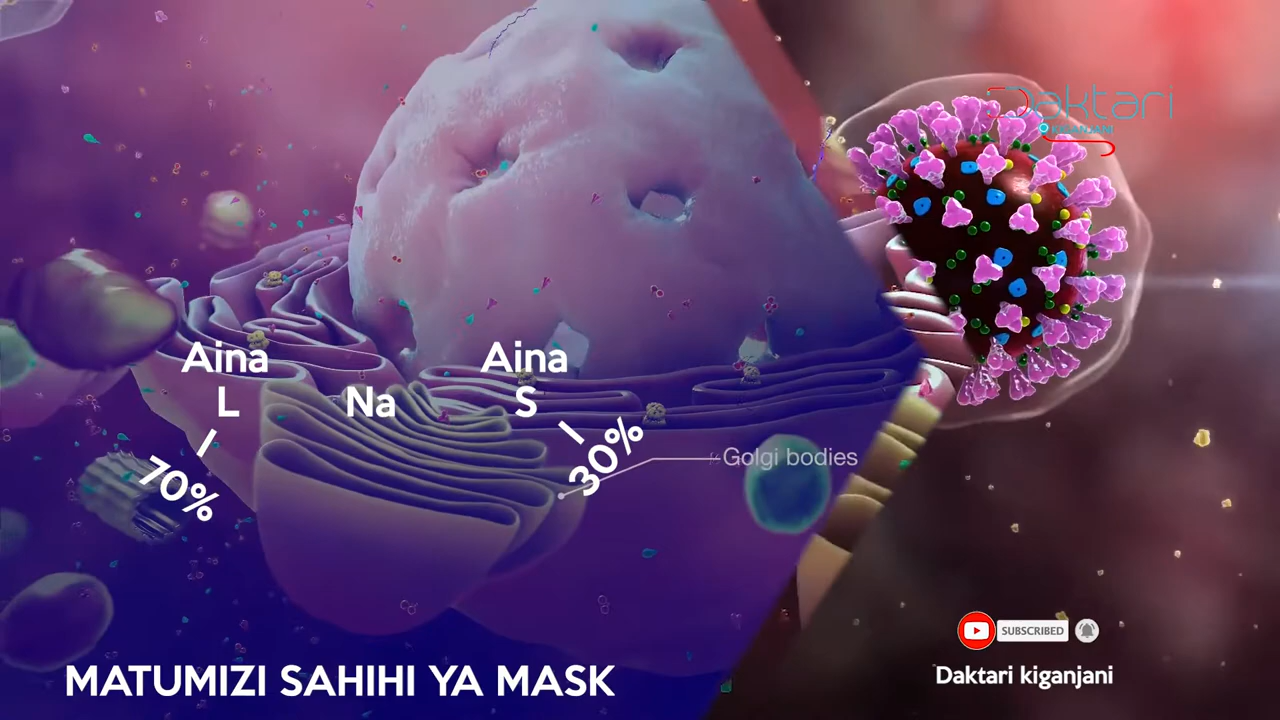 Daktari
KIGANJANI
Aina
L
Na
Aina
S
70%
30%
Golgi bodies
SUBSCRIBED
Daktari kiganjani
MATUMIZI SAHIHI YA MASK